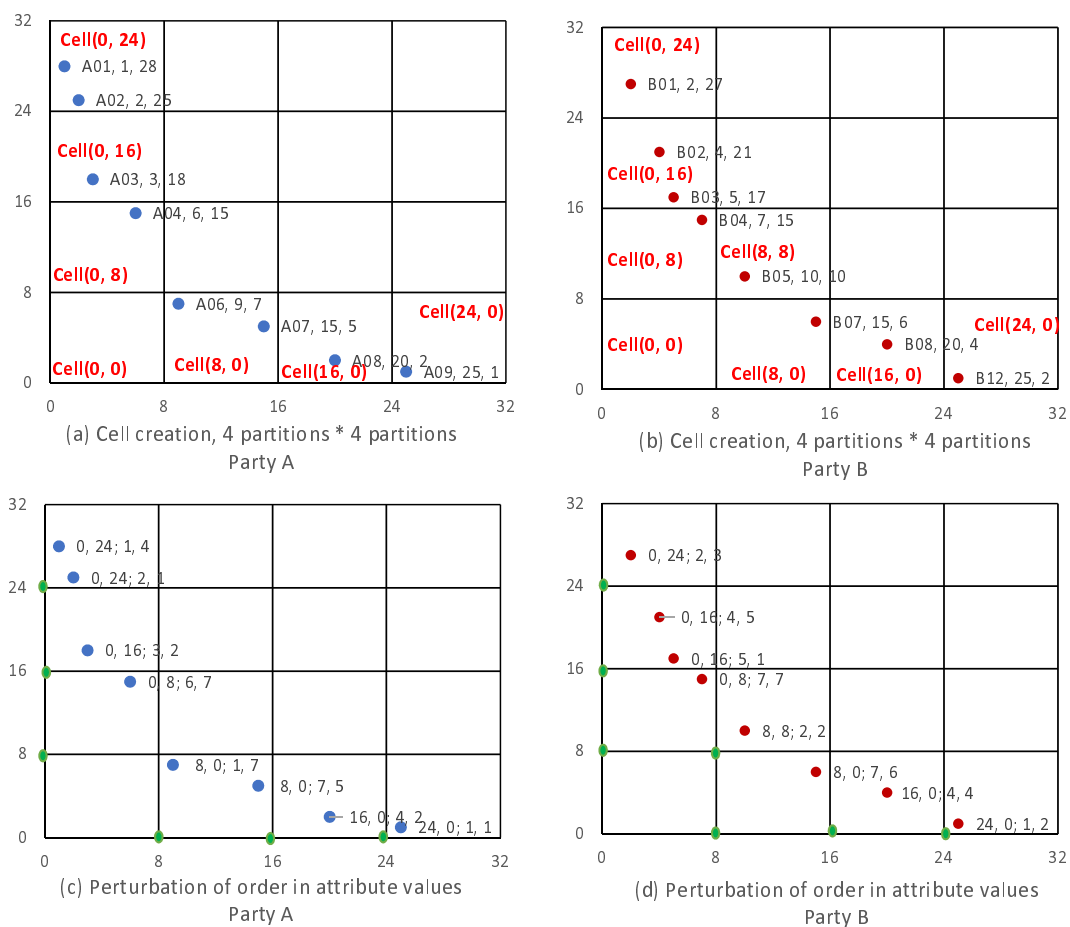 32
Cell(0, 24)
A01, 1, 28
A02, 2, 25
24
Cell(0, 16)
A03, 3, 18
16
A04, 6, 15
Cell(0, 8)
8
A06, 9, 7
Cell(24, 0)
A07, 15, 5
Cell(0, 0)
Cell(8, 0)
A08, 20, 2
Cell(16, 0)
A09, 25, 1
0
0 8 16 24 32
(a) Cell creation, 4 partitions * 4 partitions
Party A
32
Cell(0, 24)
B01, 2, 27
24
B02, 4, 21
Cell(0, 16)
B03, 5, 17
16
B04, 7, 15
Cell(0, 8)
Cell(8, 8)
B05, 10, 10
8
B07, 15, 6
Cell(24, 0)
Cell(0, 0)
B08, 20, 4
Cell(8, 0)
Cell(16, 0)
B12, 25, 2
0
0 8 16 24 32
(b) Cell creation, 4 partitions * 4 partitions
Party B
32
0, 24; 1, 4
0, 24; 2, 1
24
0, 16; 3, 2
16
0, 8; 6, 7
8
8, 0; 1, 7
8, 0; 7, 5
16, 0; 4, 2
24, 0; 1, 1
0
0 8 16 24 32
(c) Perturbation of order in attribute values
Party A
32
0, 24; 2, 3
24
0, 16; 4, 5
0, 16; 5, 1
16
0, 8; 7, 7
8, 8; 2, 2
8
8, 0; 7, 6
16, 0; 4, 4
24, 0; 1, 2
0
0 8 16 24 32
(d) Perturbation of order in attribute values
Party B